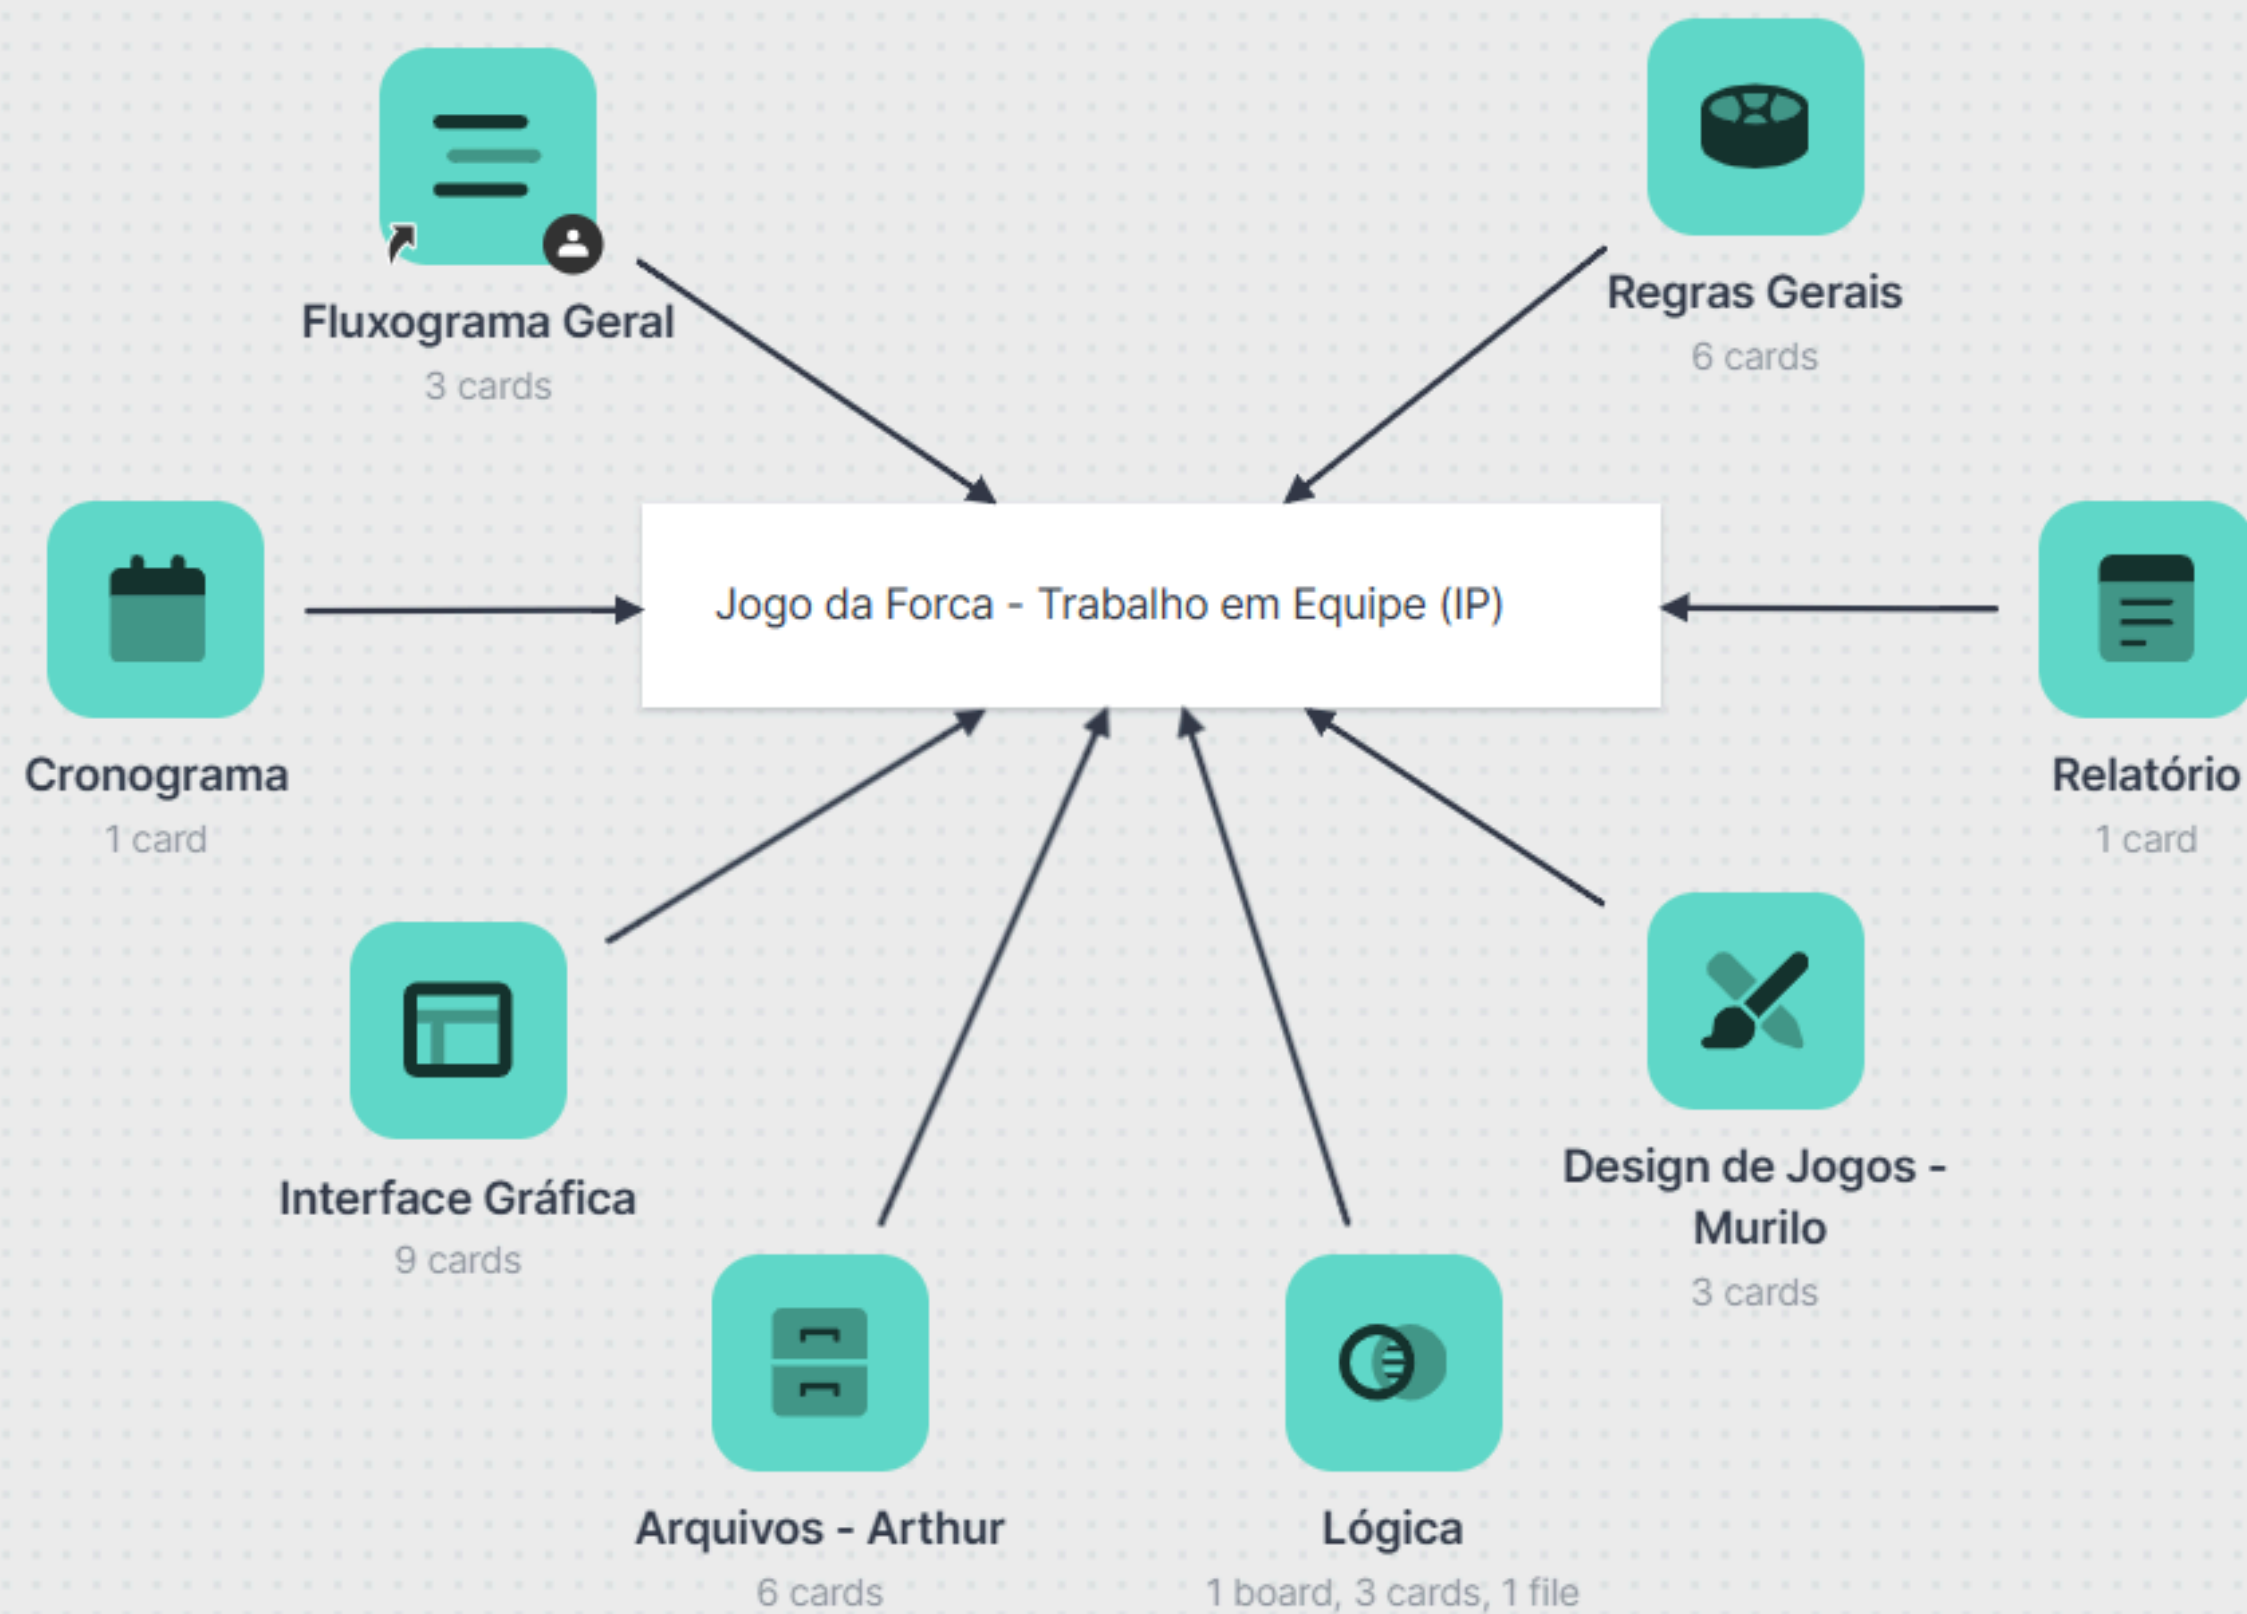 Fluxograma Geral
3 cards
Regras Gerais
6 cards
Jogo da Forca - Trabalho em Equipe (IP)
Cronograma
1 card
Relatório
1 card
Interface Gráfica
9 cards
Design de Jogos -
Murilo
3 cards
Arquivos - Arthur
6 cards
Lógica
1 board, 3 cards, 1 file